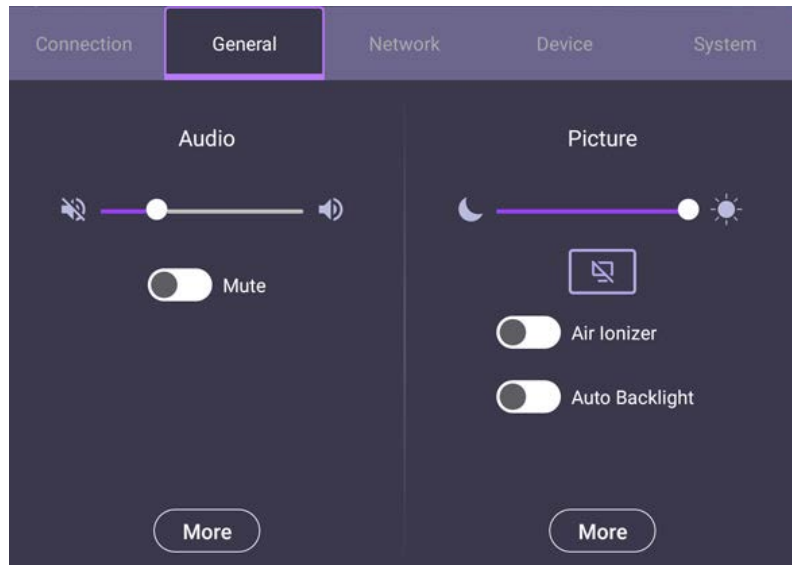 Connection General Network Device System
Audio
Mute
More
Picture
Air Ionizer
Auto Backlight
More